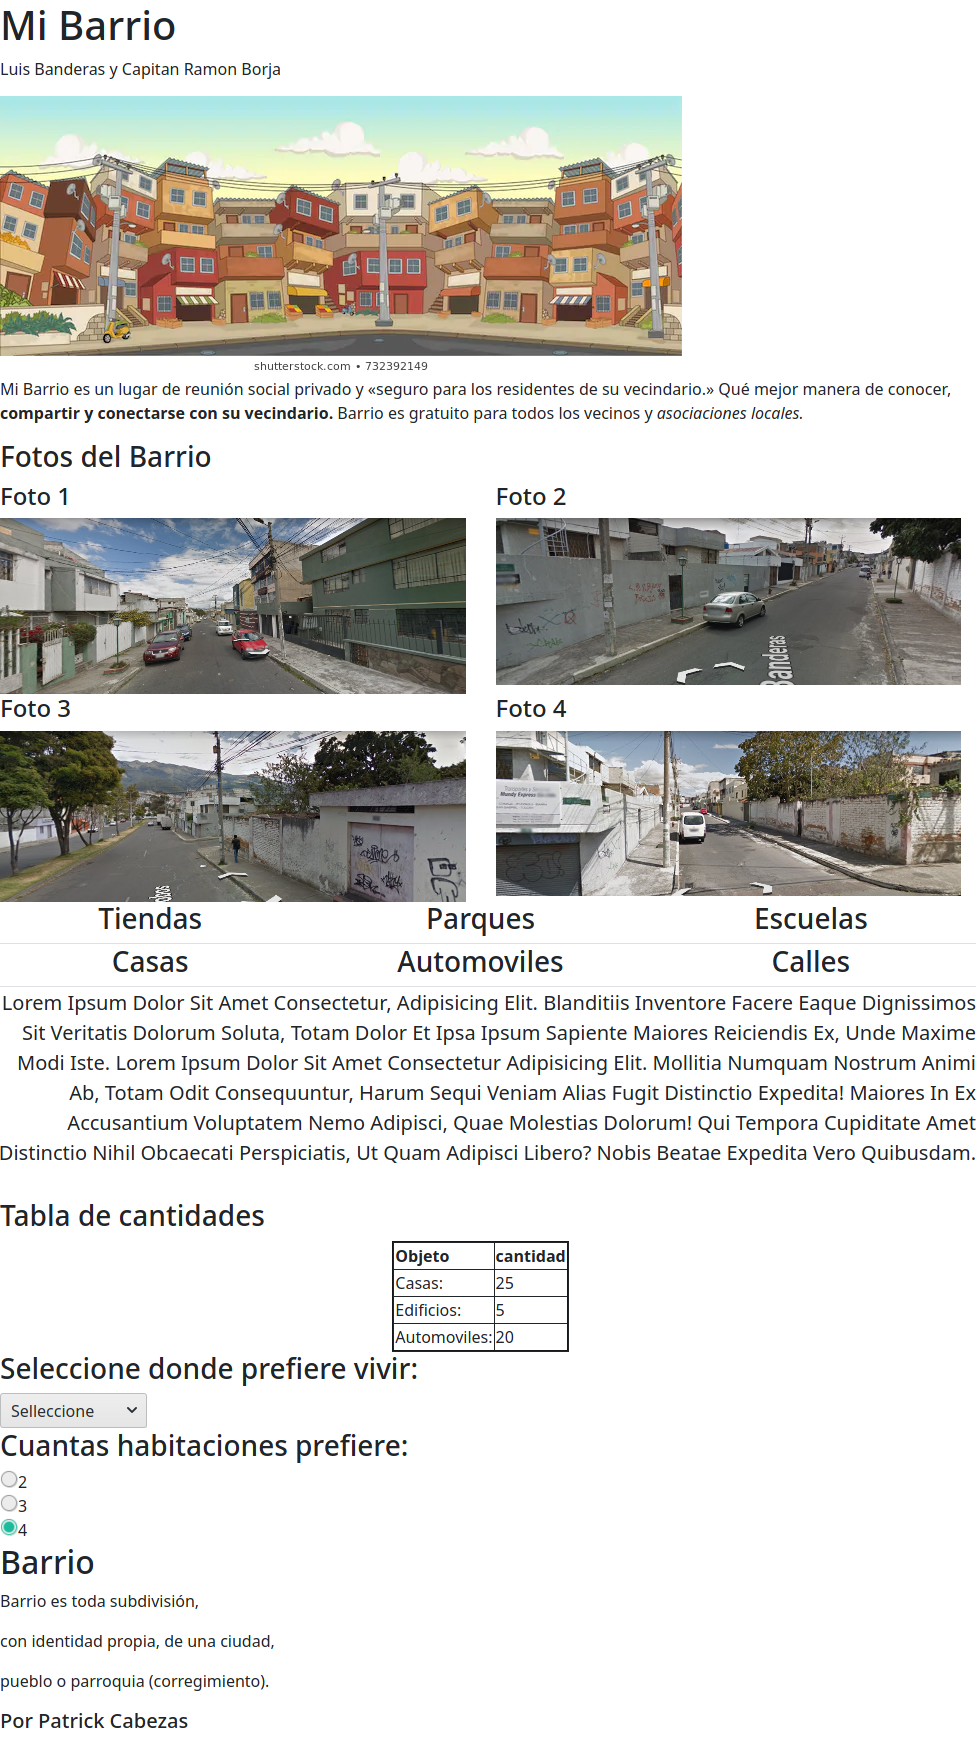 Mi Barrio
Luis Banderas y Capitan Ramon Borja
shutterstock.com • 732392149
Mi Barrio es un lugar de reunión social privado y «seguro para los residentes de su vecindario.» Qué mejor manera de conocer,
compartir y conectarse con su vecindario. Barrio es gratuito para todos los vecinos y asociaciones locales.
Fotos del Barrio
Foto 1
Foto 2
Banderas
Foto 3
Foto 4
Mundy Express
Tiendas
Parques
Escuelas
Casas
Automoviles
Calles
Lorem Ipsum Dolor Sit Amet Consectetur, Adipisicing Elit. Blanditiis Inventore Facere Eaque Dignissimos
Sit Veritatis Dolorum Soluta, Totam Dolor Et Ipsa Ipsum Sapiente Maiores Reiciendis Ex, Unde Maxime
Modi Iste. Lorem Ipsum Dolor Sit Amet Consectetur Adipisicing Elit. Mollitia Numquam Nostrum Animi
Ab, Totam Odit Consequuntur, Harum Sequi Veniam Alias Fugit Distinctio Expedita! Maiores In Ex
Accusantium Voluptatem Nemo Adipisci, Quae Molestias Dolorum! Qui Tempora Cupiditate Amet
Distinctio Nihil Obcaecati Perspiciatis, Ut Quam Adipisci Libero? Nobis Beatae Expedita Vero Quibusdam.
Tabla de cantidades
Objeto cantidad
Casas: 25
Edificios: 5
Automoviles: 20
Seleccione donde prefiere vivir:
Selleccione
Cuantas habitaciones prefiere:
2
3
4
Barrio
Barrio es toda subdivisión,
con identidad propia, de una ciudad,
pueblo o parroquia (corregimiento).
Por Patrick Cabezas